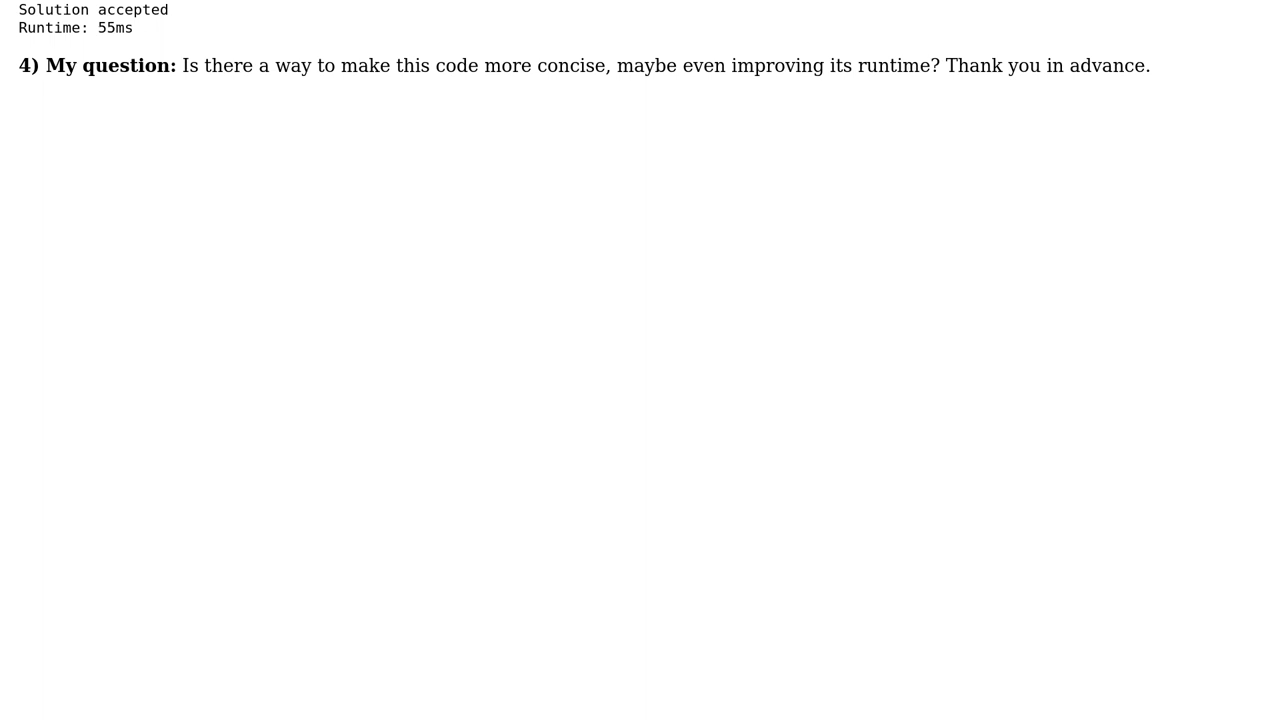 Solution accepted
Runtime: 55ms
4) My question: Is there a way to make this code more concise, maybe even improving its runtime? Thank you in advance.